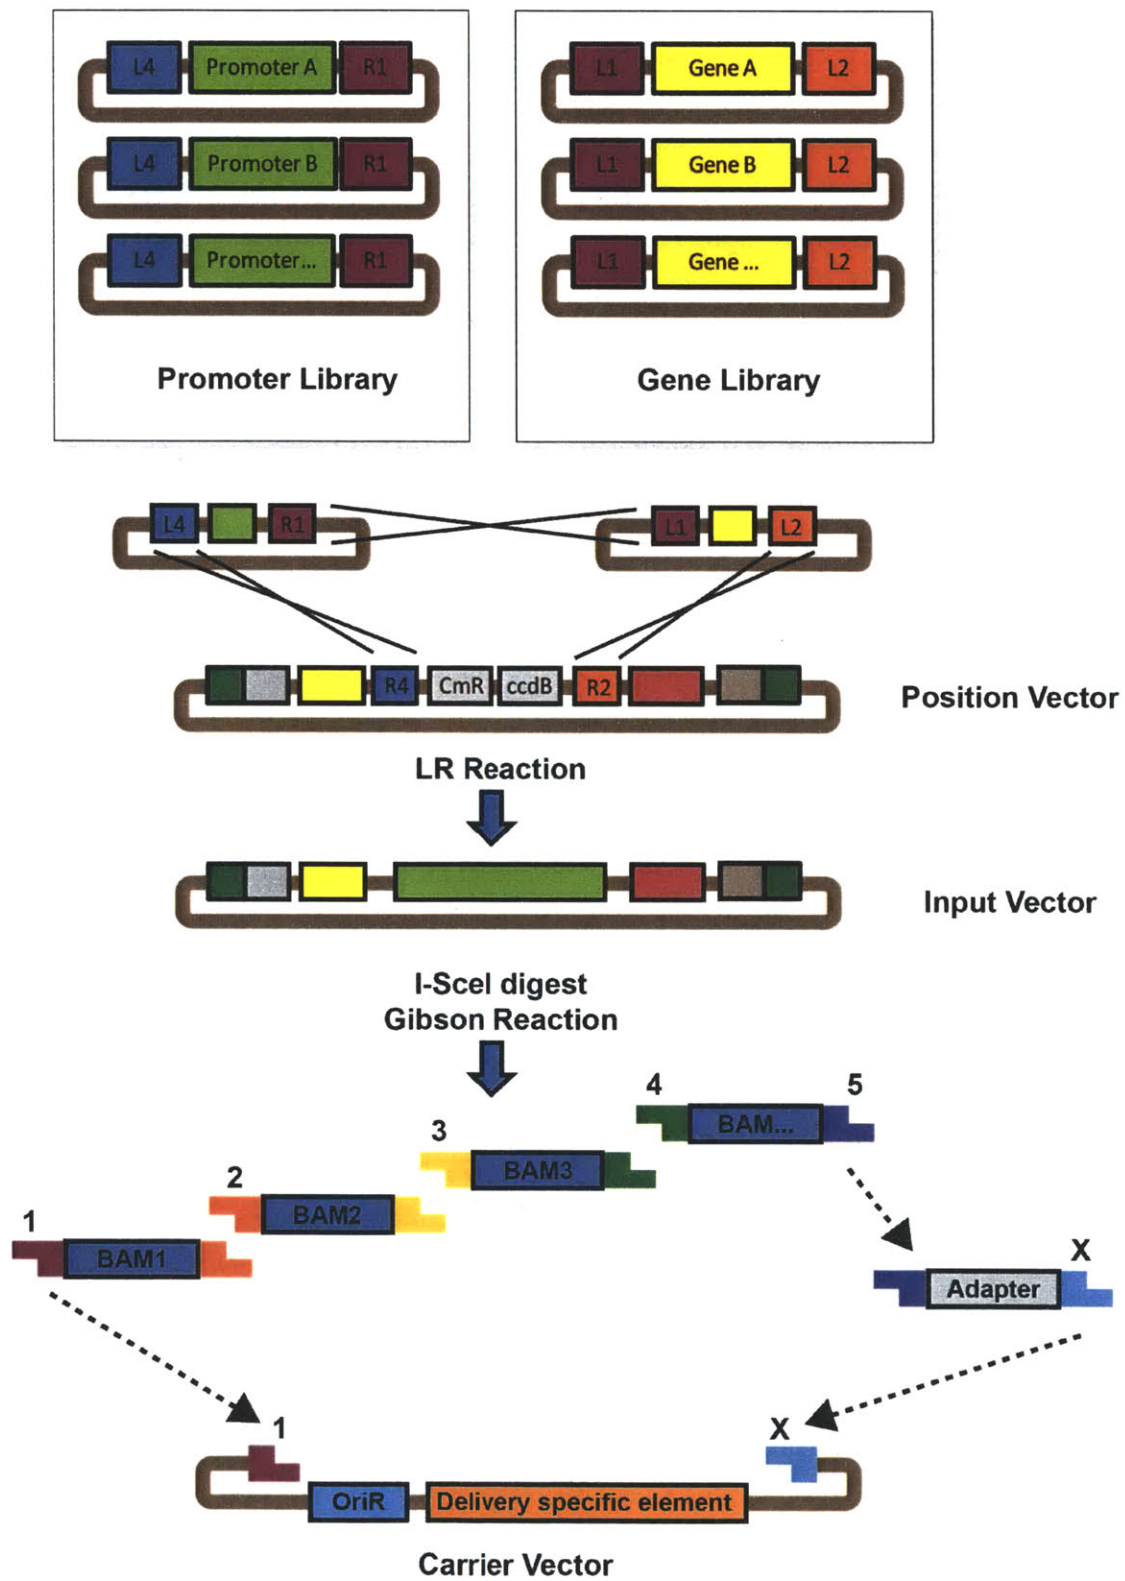 L4 Promoter A R1
L1 Gene A L2
L4 Promoter B R1
L1 Gene B L2
L4 Promoter... R1
L1 Gene ... L2
Promoter Library
Gene Library
L4 R1
L1 L2
R4 CmR ccdB R2
Position Vector
LR Reaction
Input Vector
I-SceI digest
Gibson Reaction
4 5
BAM...
3
BAM3
2
BAM2
1
BAM1
X
Adapter
1
X
OriR Delivery specific element
Carrier Vector